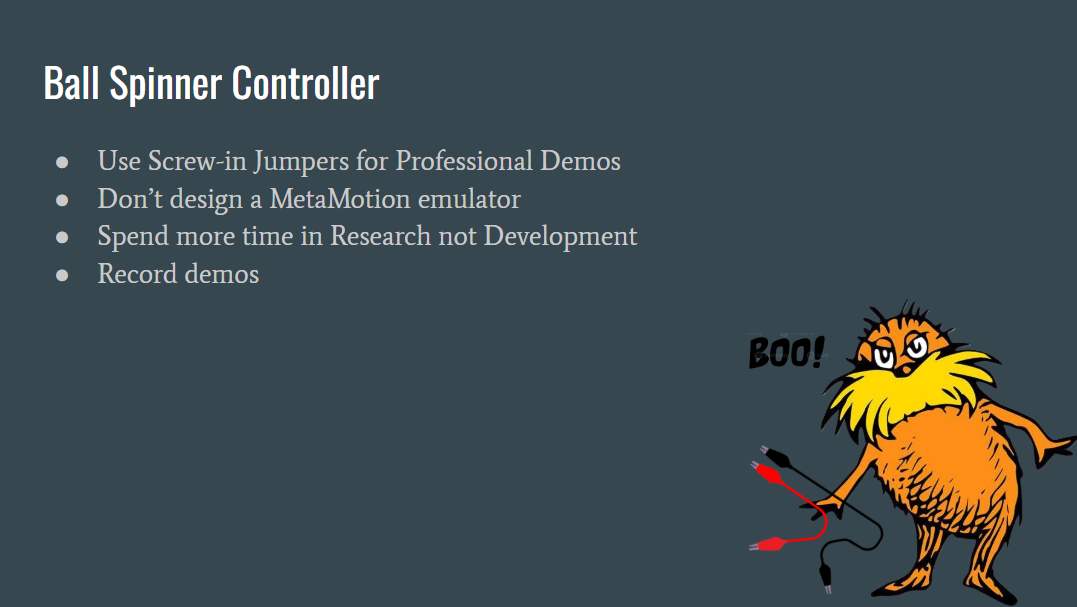 Ball Spinner Controller
● Use Screw-in Jumpers for Professional Demos
● Don’t design a MetaMotion emulator
● Spend more time in Research not Development
● Record demos
BOO!